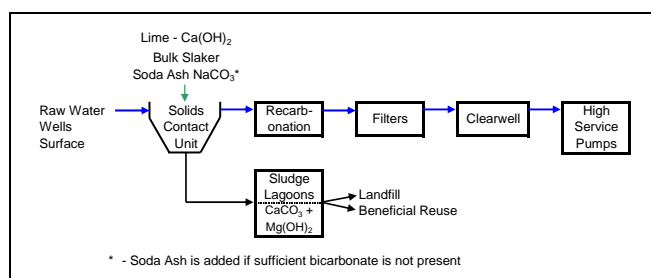 Lime - Ca(OH)₂
Bulk Slaker
Soda Ash NaCO₃*
Raw Water
Wells
Surface
Solids
Contact
Unit
Recarb-
onation
Filters
Clearwell
High
Service
Pumps
Sludge
Lagoons
CaCO₃ +
Mg(OH)₂
Landfill
Beneficial Reuse
* - Soda Ash is added if sufficient bicarbonate is not present